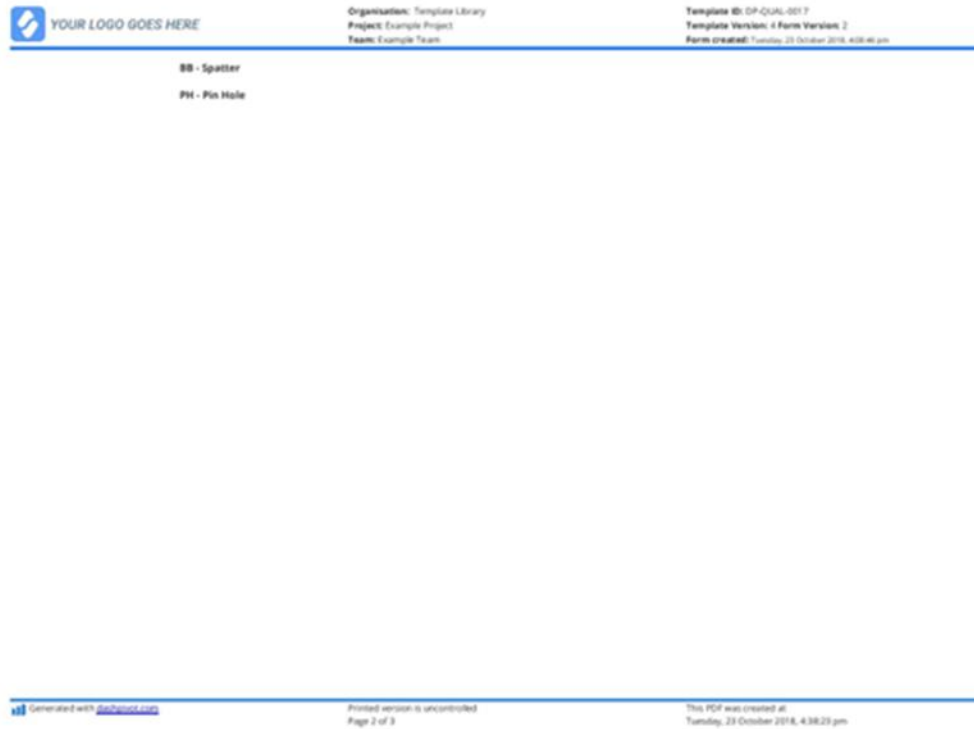 YOUR LOGO GOES HERE
Organisation: Template Library
Project: Example Project
Team: Example Team
Template ID: DP-QUAL-0017
Template Version: 4 Form Version: 2
Form created: Tuesday, 23 October 2018, 4:08:46 pm
BB - Spatter
PH - Pin Hole
Generated with dashpivot.com
Printed version is uncontrolled
Page 2 of 3
This PDF was created at
Tuesday, 23 October 2018, 4:38:23 pm